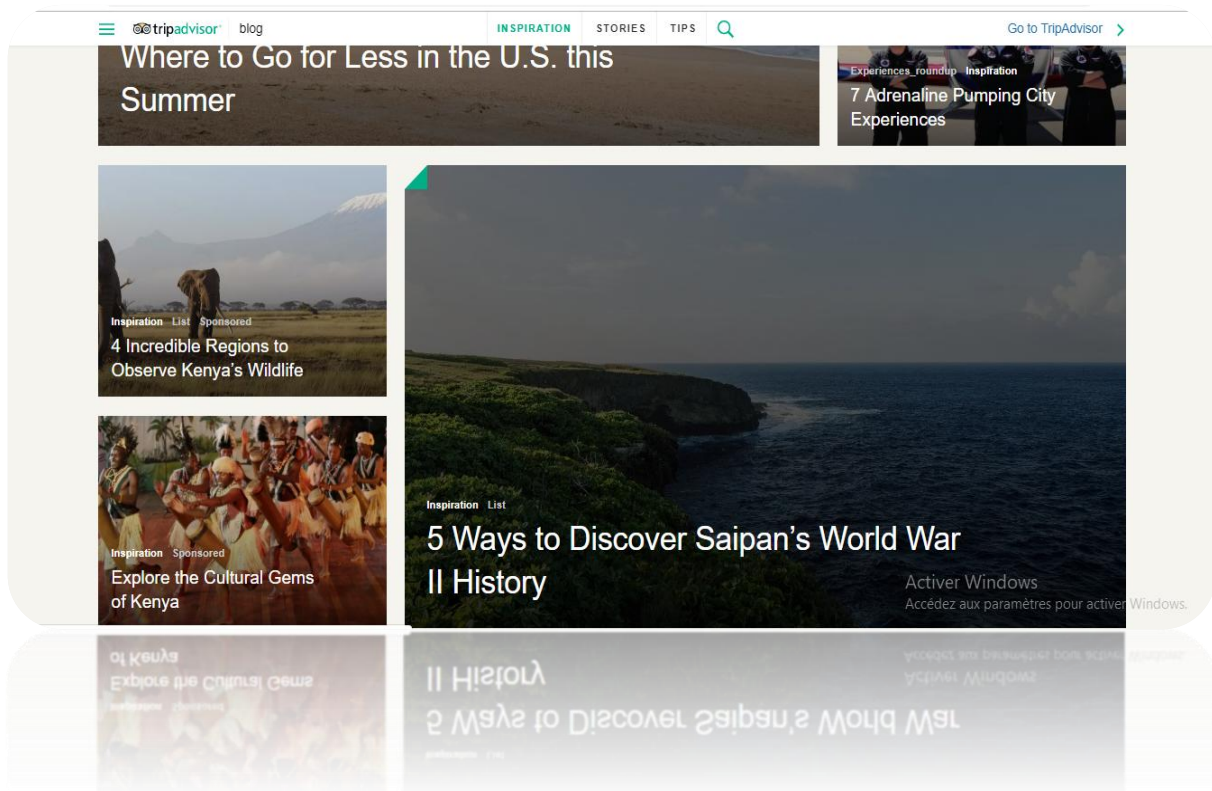 tripadvisor blog INSPIRATION STORIES TIPS Go to TripAdvisor
Where to Go for Less in the U.S. this
Summer
Experiences_roundup Inspiration
7 Adrenaline Pumping City
Experiences
Inspiration List Sponsored
4 Incredible Regions to
Observe Kenya's Wildlife
Inspiration Sponsored
Explore the Cultural Gems
of Kenya
Inspiration List
5 Ways to Discover Saipan's World War
II History
Activer Windows
Accédez aux paramètres pour activer Windows.